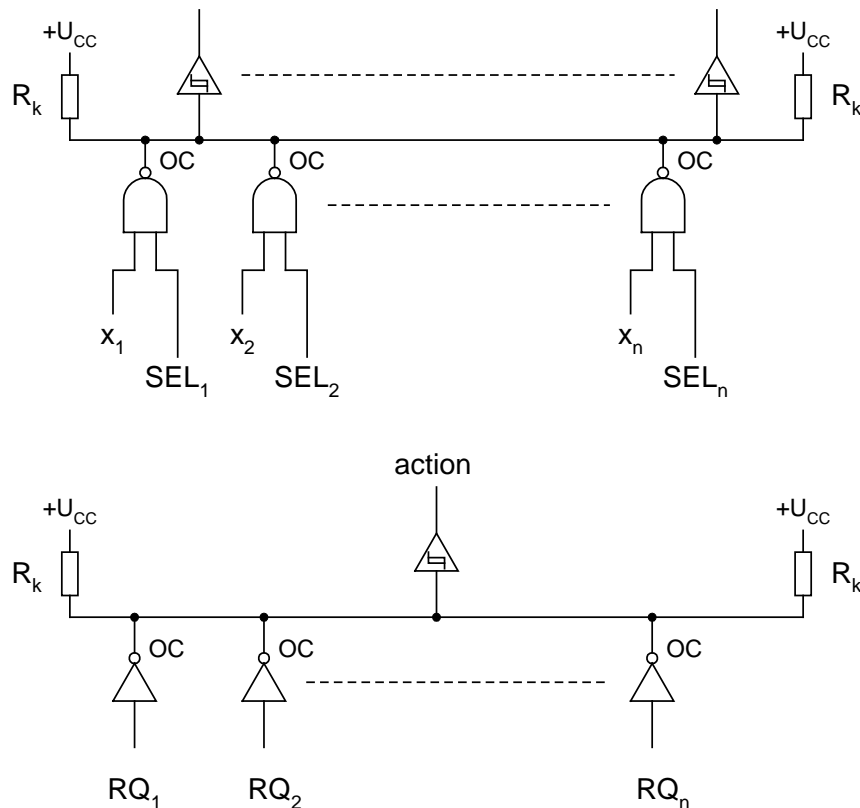 +U_CC +U_CC
R_k R_k
OC OC OC
x_1 x_2 x_n
SEL_1 SEL_2 SEL_n
action
+U_CC +U_CC
R_k R_k
OC OC OC
RQ_1 RQ_2 RQ_n